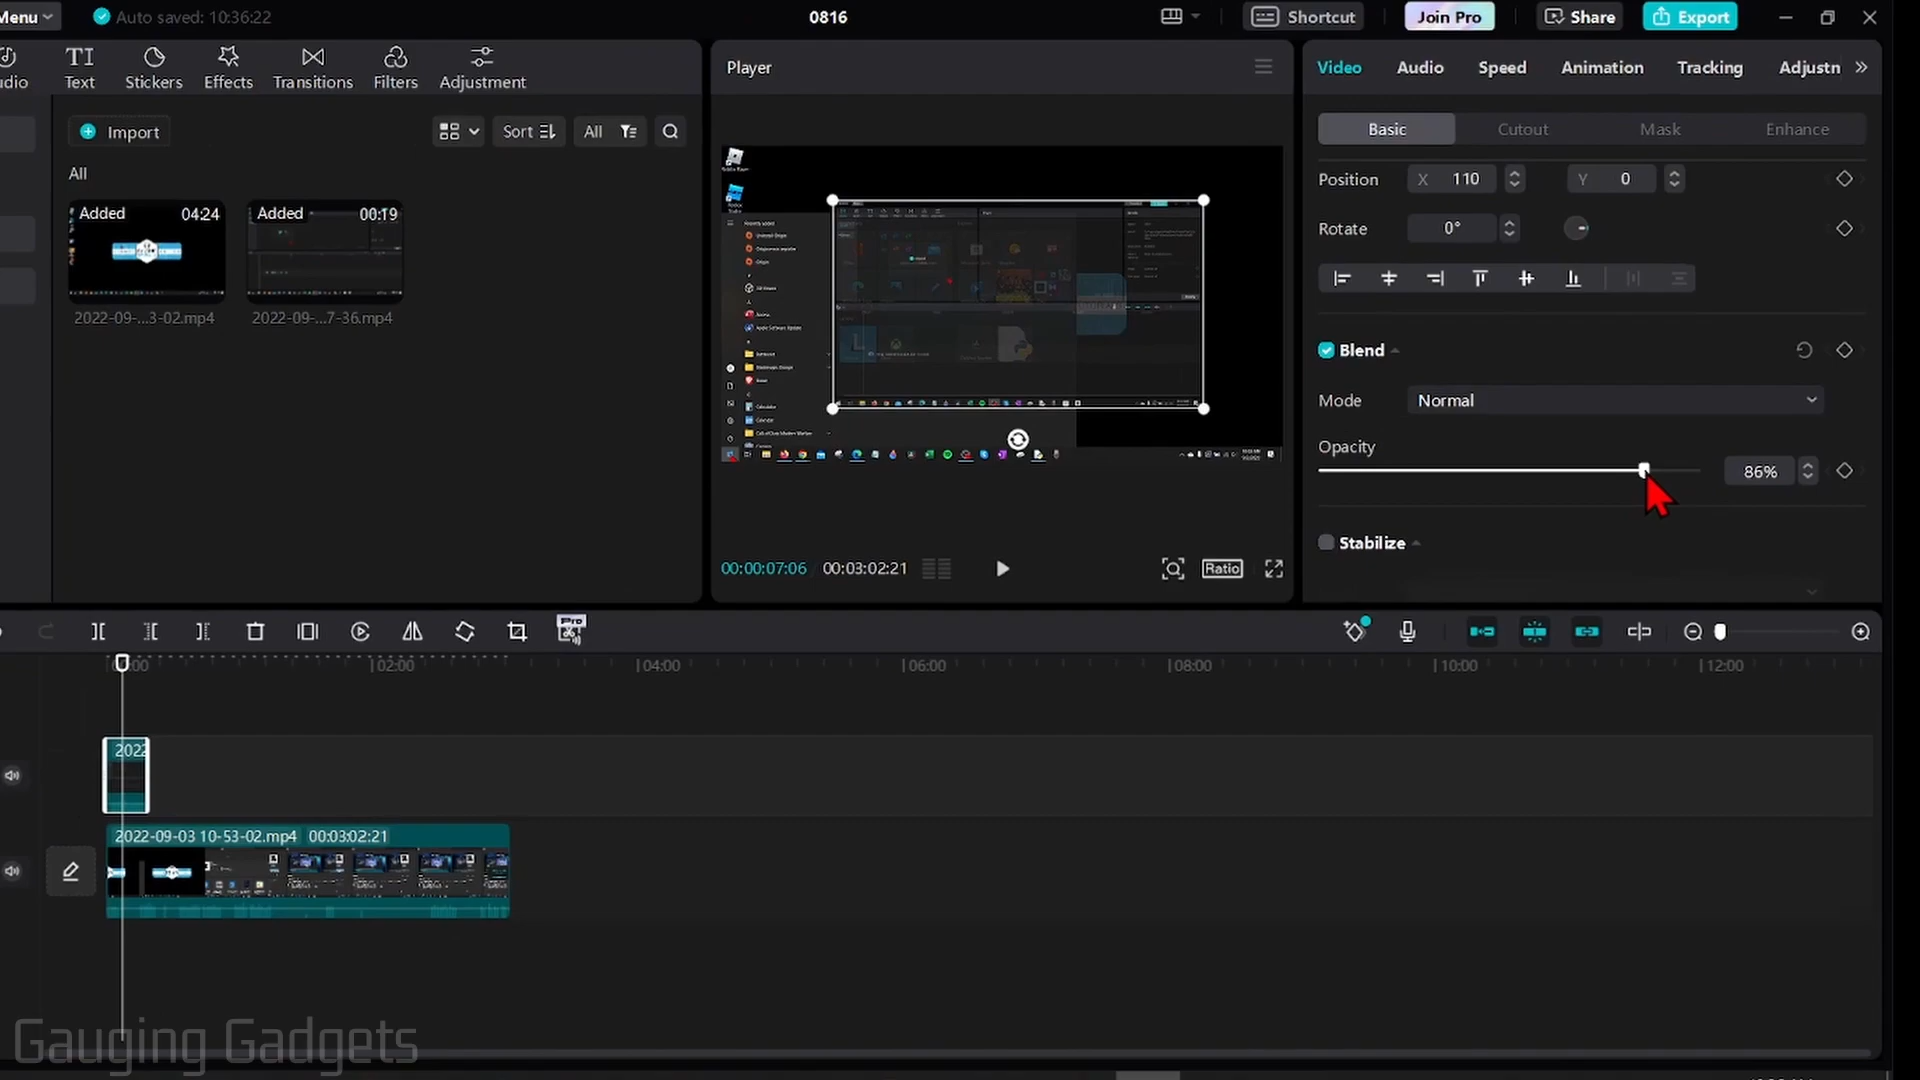 Menu
Auto saved: 10:36:22
0816
Shortcut
Join Pro
Share
Export
udio
Text
Stickers
Effects
Transitions
Filters
Adjustment
Player
Video
Audio
Speed
Animation
Tracking
Adjustn
Import
Sort
All
Basic
Cutout
Mask
Enhance
All
Added 04:24
Added 00:19
2022-09-...3-02.mp4
2022-09-...7-36.mp4
Position X 110 Y 0
Rotate 0°
Blend
Mode Normal
Opacity
86%
Stabilize
00:00:07:06 / 00:03:02:21
Ratio
Pro
00:00
02:00
04:00
06:00
08:00
10:00
12:00
2022
2022-09-03 10-53-02.mp4 00:03:02:21
Gauging Gadgets